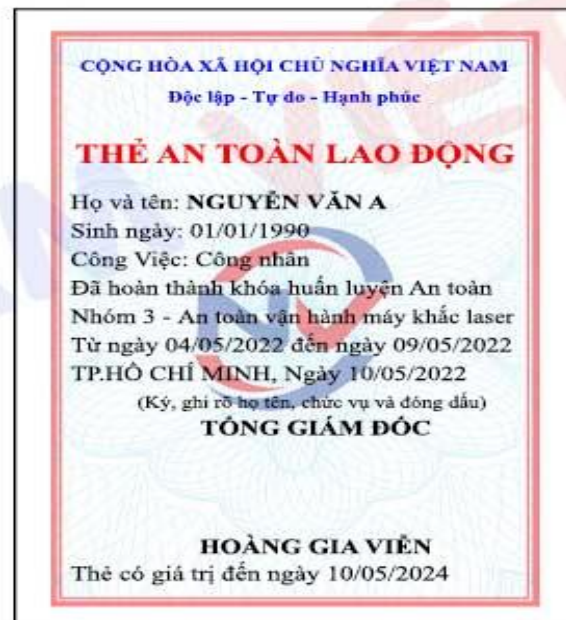 CỘNG HÒA XÃ HỘI CHỦ NGHĨA VIỆT NAM
Độc lập - Tự do - Hạnh phúc
THẺ AN TOÀN LAO ĐỘNG
Họ và tên: NGUYỄN VĂN A
Sinh ngày: 01/01/1990
Công Việc: Công nhân
Đã hoàn thành khóa huấn luyện An toàn
Nhóm 3 - An toàn vận hành máy khắc laser
Từ ngày 04/05/2022 đến ngày 09/05/2022
TP.HỒ CHÍ MINH, Ngày 10/05/2022
(Ký, ghi rõ họ tên, chức vụ và đóng dấu)
TỔNG GIÁM ĐỐC
HOÀNG GIA VIÊN
Thẻ có giá trị đến ngày 10/05/2024